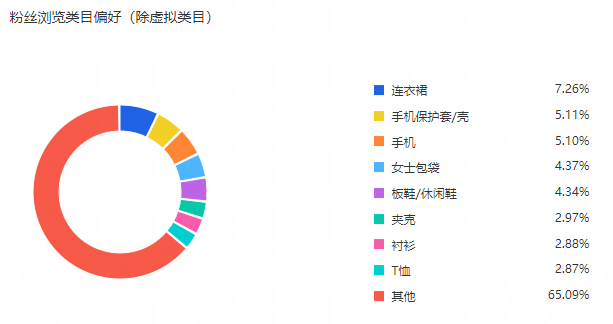 粉丝浏览类目偏好（除虚拟类目）
连衣裙 7.26%
手机保护套/壳 5.11%
手机 5.10%
女士包袋 4.37%
板鞋/休闲鞋 4.34%
夹克 2.97%
衬衫 2.88%
T恤 2.87%
其他 65.09%